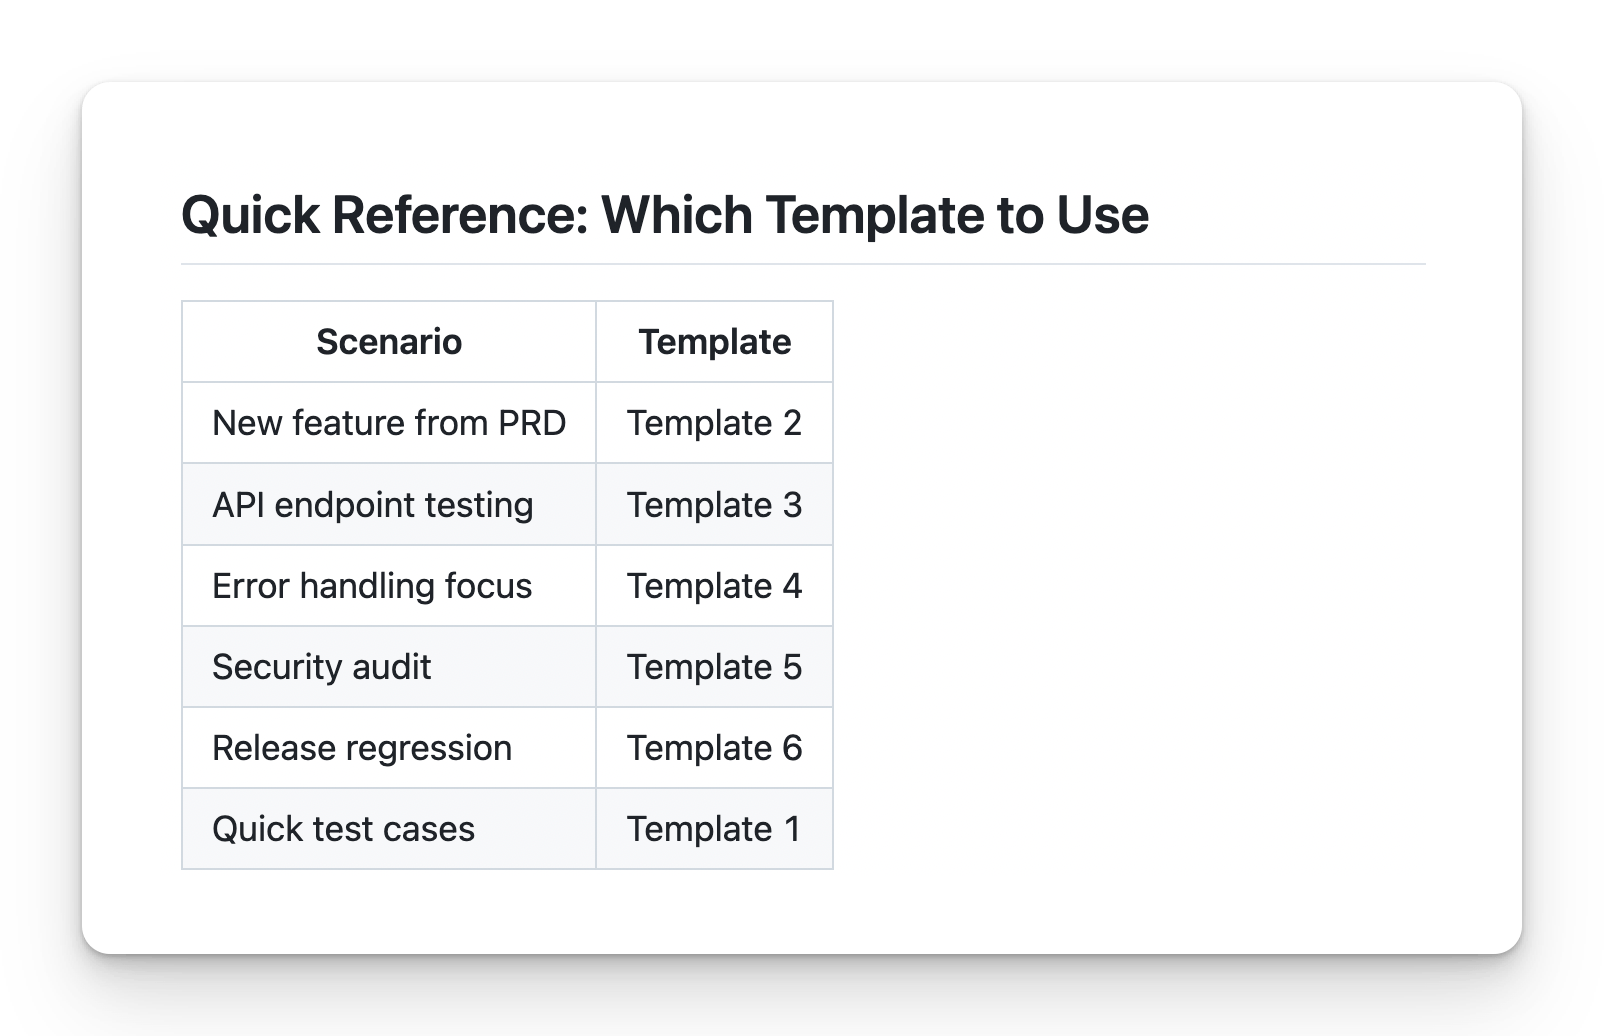 Quick Reference: Which Template to Use
Scenario Template
New feature from PRD Template 2
API endpoint testing Template 3
Error handling focus Template 4
Security audit Template 5
Release regression Template 6
Quick test cases Template 1